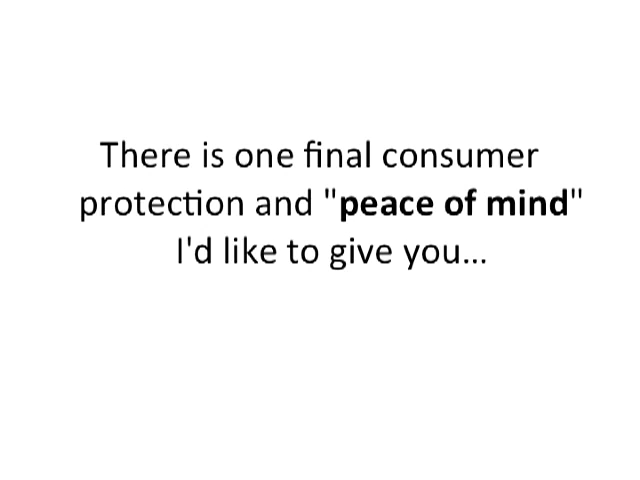 There is one final consumer
protection and "peace of mind"
I'd like to give you...